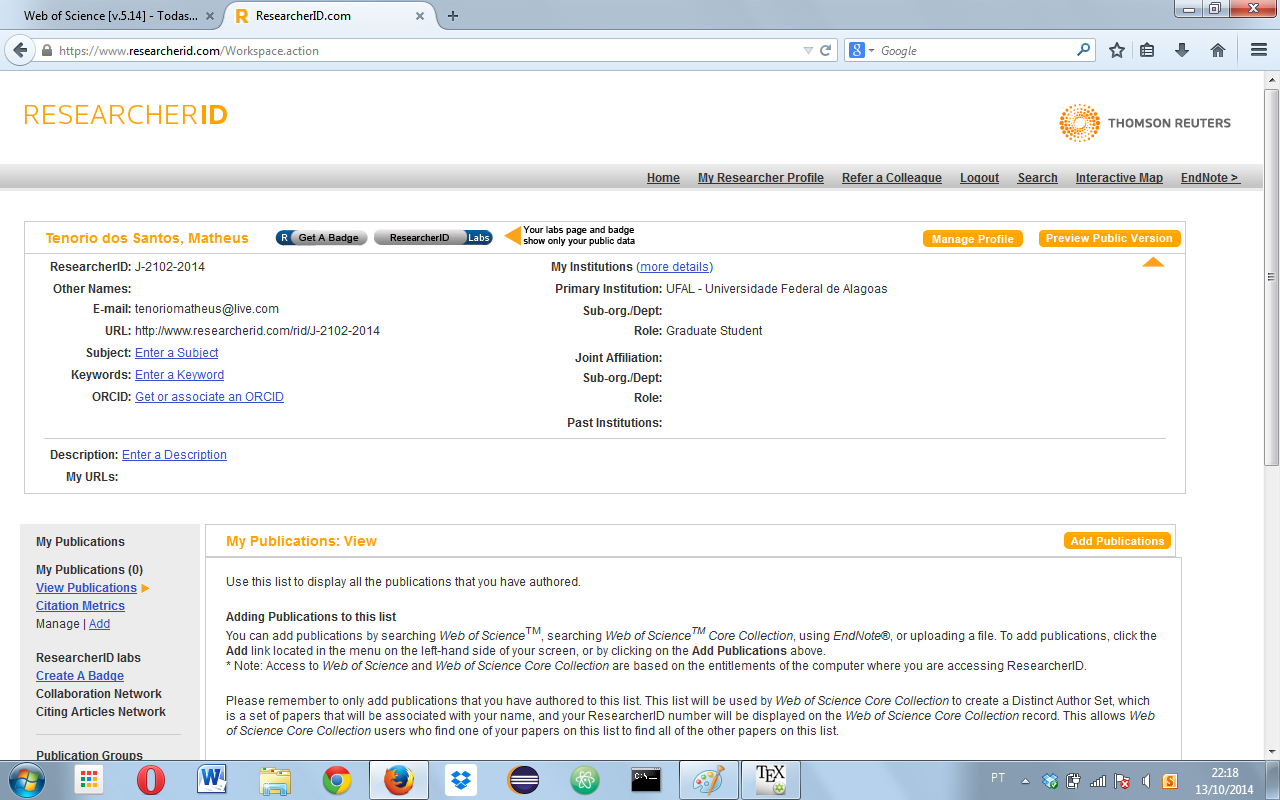 Web of Science [v.5.14] - Todas...
ResearcherID.com
https://www.researcherid.com/Workspace.action
Google
RESEARCHERID
THOMSON REUTERS
Home My Researcher Profile Refer a Colleague Logout Search Interactive Map EndNote >
Tenorio dos Santos, Matheus
R Get A Badge
ResearcherID Labs
Your labs page and badge
show only your public data
Manage Profile
Preview Public Version
ResearcherID: J-2102-2014
Other Names:
E-mail: tenoriomatheus@live.com
URL: http://www.researcherid.com/rid/J-2102-2014
Subject: Enter a Subject
Keywords: Enter a Keyword
ORCID: Get or associate an ORCID
My Institutions (more details)
Primary Institution: UFAL - Universidade Federal de Alagoas
Sub-org./Dept:
Role: Graduate Student
Joint Affiliation:
Sub-org./Dept:
Role:
Past Institutions:
Description: Enter a Description
My URLs:
My Publications
My Publications (0)
View Publications
Citation Metrics
Manage | Add
ResearcherID labs
Create A Badge
Collaboration Network
Citing Articles Network
Publication Groups
My Publications: View
Add Publications
Use this list to display all the publications that you have authored.
Adding Publications to this list
You can add publications by searching Web of Science™, searching Web of Science™ Core Collection, using EndNote®, or uploading a file. To add publications, click the
Add link located in the menu on the left-hand side of your screen, or by clicking on the Add Publications above.
* Note: Access to Web of Science and Web of Science Core Collection are based on the entitlements of the computer where you are accessing ResearcherID.
Please remember to only add publications that you have authored to this list. This list will be used by Web of Science Core Collection to create a Distinct Author Set, which
is a set of papers that will be associated with your name, and your ResearcherID number will be displayed on the Web of Science Core Collection record. This allows Web
of Science Core Collection users who find one of your papers on this list to find all of the other papers on this list.
PT
22:18
13/10/2014